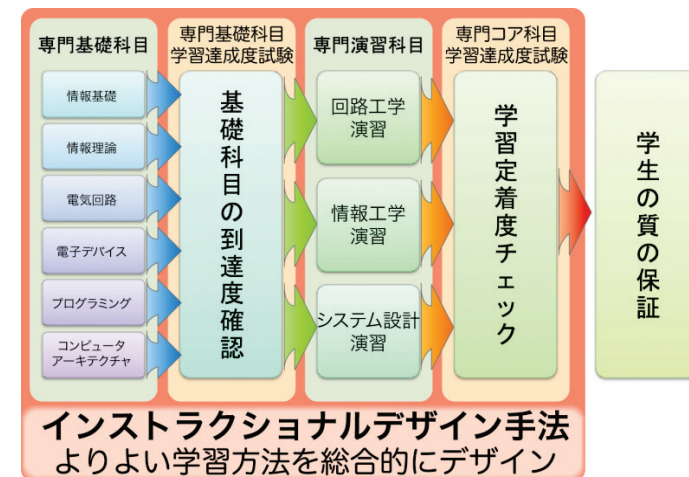 専門基礎科目
専門基礎科目
学習達成度試験
専門演習科目
専門コア科目
学習達成度試験
情報基礎
情報理論
電気回路
電子デバイス
プログラミング
コンピュータ
アーキテクチャ
基礎科目の到達度確認
回路工学
演習
情報工学
演習
システム設計
演習
学習定着度チェック
学生の質の保証
インストラクショナルデザイン手法
よりよい学習方法を総合的にデザイン